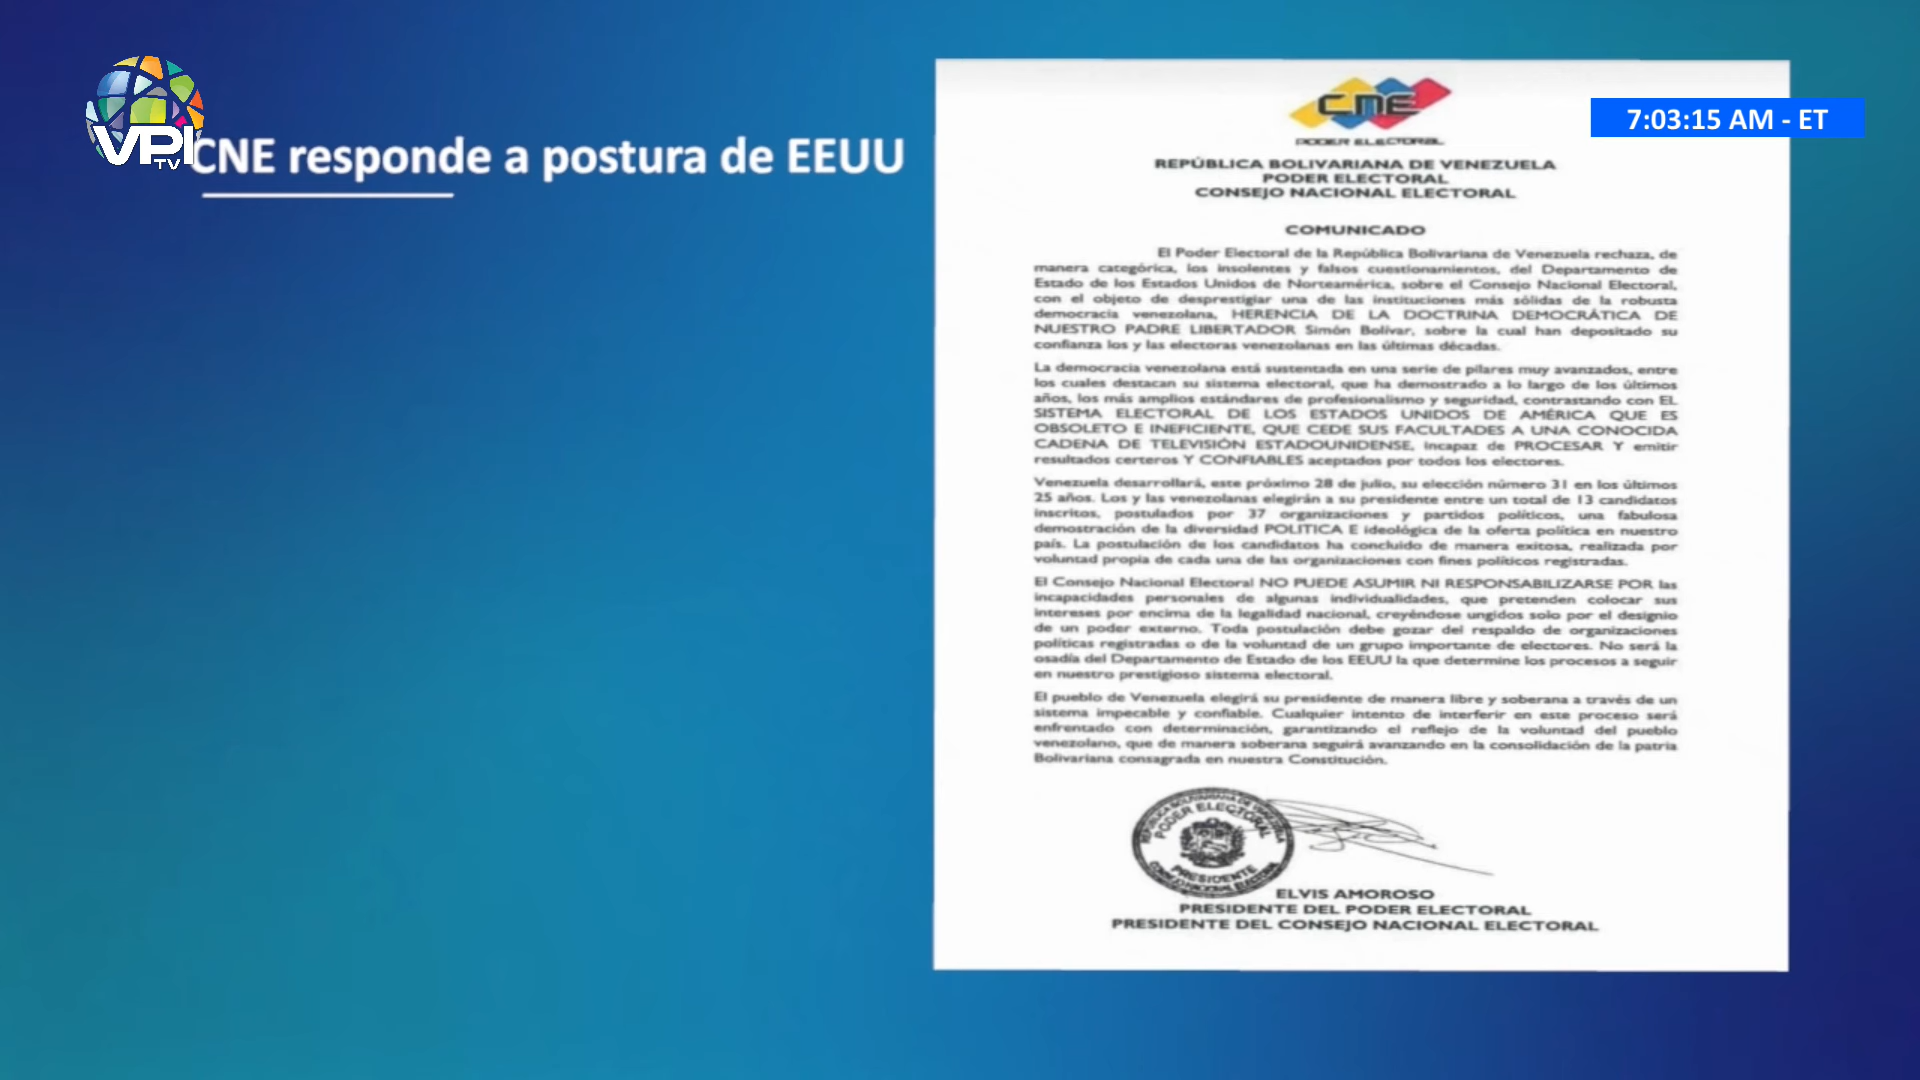 VPI
TV
CNE responde a postura de EEUU
7:03:15 AM - ET
CNE
PODER ELECTORAL
REPÚBLICA BOLIVARIANA DE VENEZUELA
PODER ELECTORAL
CONSEJO NACIONAL ELECTORAL
COMUNICADO
El Poder Electoral de la República Bolivariana de Venezuela rechaza, de
manera categórica, los insolentes y falsos cuestionamientos, del Departamento de
Estado de los Estados Unidos de Norteamérica, sobre el Consejo Nacional Electoral,
con el objeto de desprestigiar una de las instituciones más sólidas de la robusta
democracia venezolana, HERENCIA DE LA DOCTRINA DEMOCRÁTICA DE
NUESTRO PADRE LIBERTADOR Simón Bolívar, sobre la cual han depositado su
confianza los y las electoras venezolanas en las últimas décadas.
La democracia venezolana está sustentada en una serie de pilares muy avanzados, entre
los cuales destacan su sistema electoral, que ha demostrado a lo largo de los últimos
años, los más amplios estándares de profesionalismo y seguridad, contrastando con EL
SISTEMA ELECTORAL DE LOS ESTADOS UNIDOS DE AMÉRICA QUE ES
OBSOLETO E INEFICIENTE, QUE CEDE SUS FACULTADES A UNA CONOCIDA
CADENA DE TELEVISIÓN ESTADOUNIDENSE, incapaz de PROCESAR Y emitir
resultados certeros Y CONFIABLES aceptados por todos los electores.
Venezuela desarrollará, este próximo 28 de julio, su elección número 31 en los últimos
25 años. Los y las venezolanas elegirán a su presidente entre un total de 13 candidatos
inscritos, postulados por 37 organizaciones y partidos políticos, una fabulosa
demostración de la diversidad POLITICA E ideológica de la oferta política en nuestro
país. La postulación de los candidatos ha concluido de manera exitosa, realizada por
voluntad propia de cada una de las organizaciones con fines políticos registradas.
El Consejo Nacional Electoral NO PUEDE ASUMIR NI RESPONSABILIZARSE POR las
incapacidades personales de algunas individualidades, que pretenden colocar sus
intereses por encima de la legalidad nacional, creyéndose ungidos solo por el designio
de un poder externo. Toda postulación debe gozar del respaldo de organizaciones
políticas registradas o de la voluntad de un grupo importante de electores. No será la
osadía del Departamento de Estado de los EEUU la que determine los procesos a seguir
en nuestro prestigioso sistema electoral.
El pueblo de Venezuela elegirá su presidente de manera libre y soberana a través de un
sistema impecable y confiable. Cualquier intento de interferir en este proceso será
enfrentado con determinación, garantizando el reflejo de la voluntad del pueblo
venezolano, que de manera soberana seguirá avanzando en la consolidación de la patria
Bolivariana consagrada en nuestra Constitución.
REPÚBLICA BOLIVARIANA DE VENEZUELA
PODER ELECTORAL
PRESIDENTE
CONSEJO NACIONAL ELECTORAL
ELVIS AMOROSO
PRESIDENTE DEL PODER ELECTORAL
PRESIDENTE DEL CONSEJO NACIONAL ELECTORAL